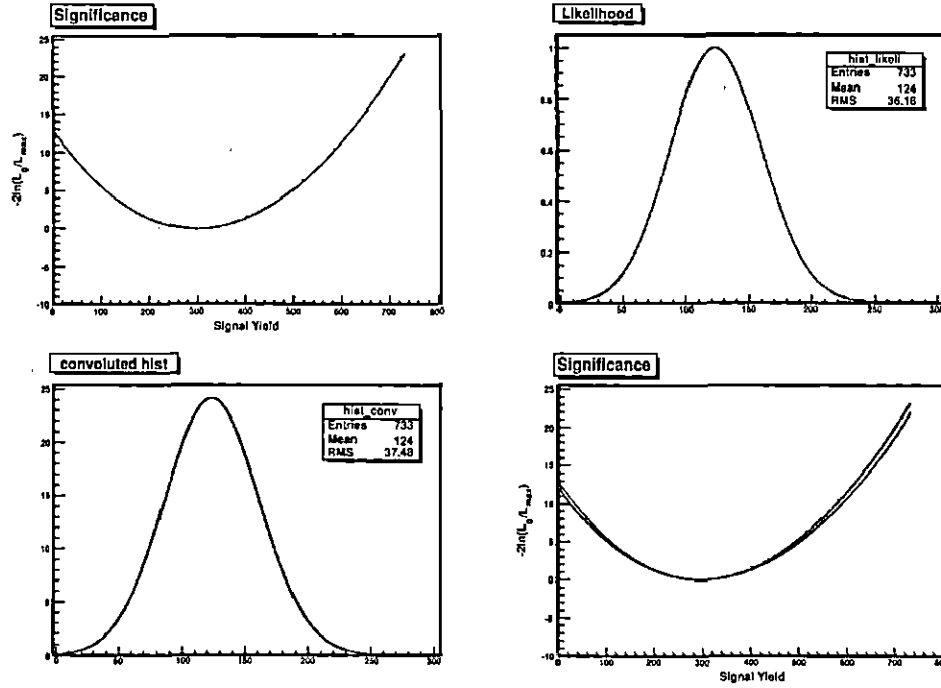 Significance
25
20
15
10
5
0
-5
-10
-2ln(L₀/Lmax)
0 100 200 300 400 500 600 700 800
Signal Yield
Likelihood
1
0.8
0.6
0.4
0.2
0
hist_likeli
Entries 733
Mean 124
RMS 36.16
0 50 100 150 200 250 300
convoluted hist
25
20
15
10
5
0
hist_conv
Entries 733
Mean 124
RMS 37.48
0 50 100 150 200 250 300
Significance
25
20
15
10
5
0
-5
-10
-2ln(L₀/Lmax)
0 100 200 300 400 500 600 700 800
Signal Yield